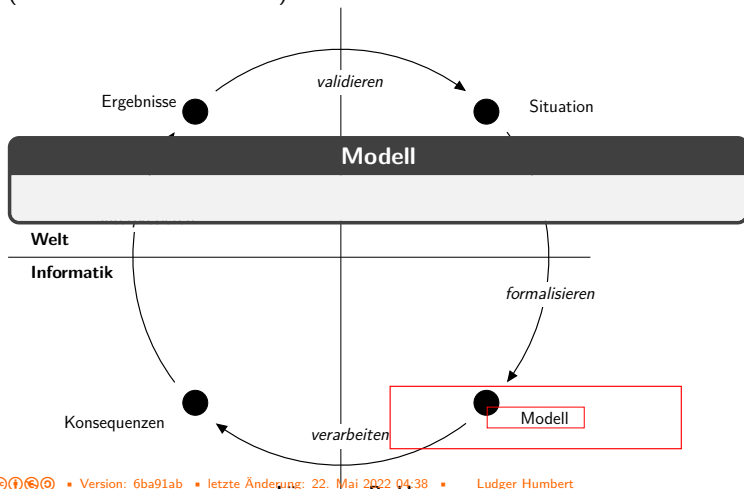 validieren
Ergebnisse
Situation
Modell
Welt
Informatik
formalisieren
Modell
Konsequenzen
verarbeiten
Version: 6ba91ab ▪ letzte Änderung: 22. Mai 2022 04:38 ▪ Ludger Humbert